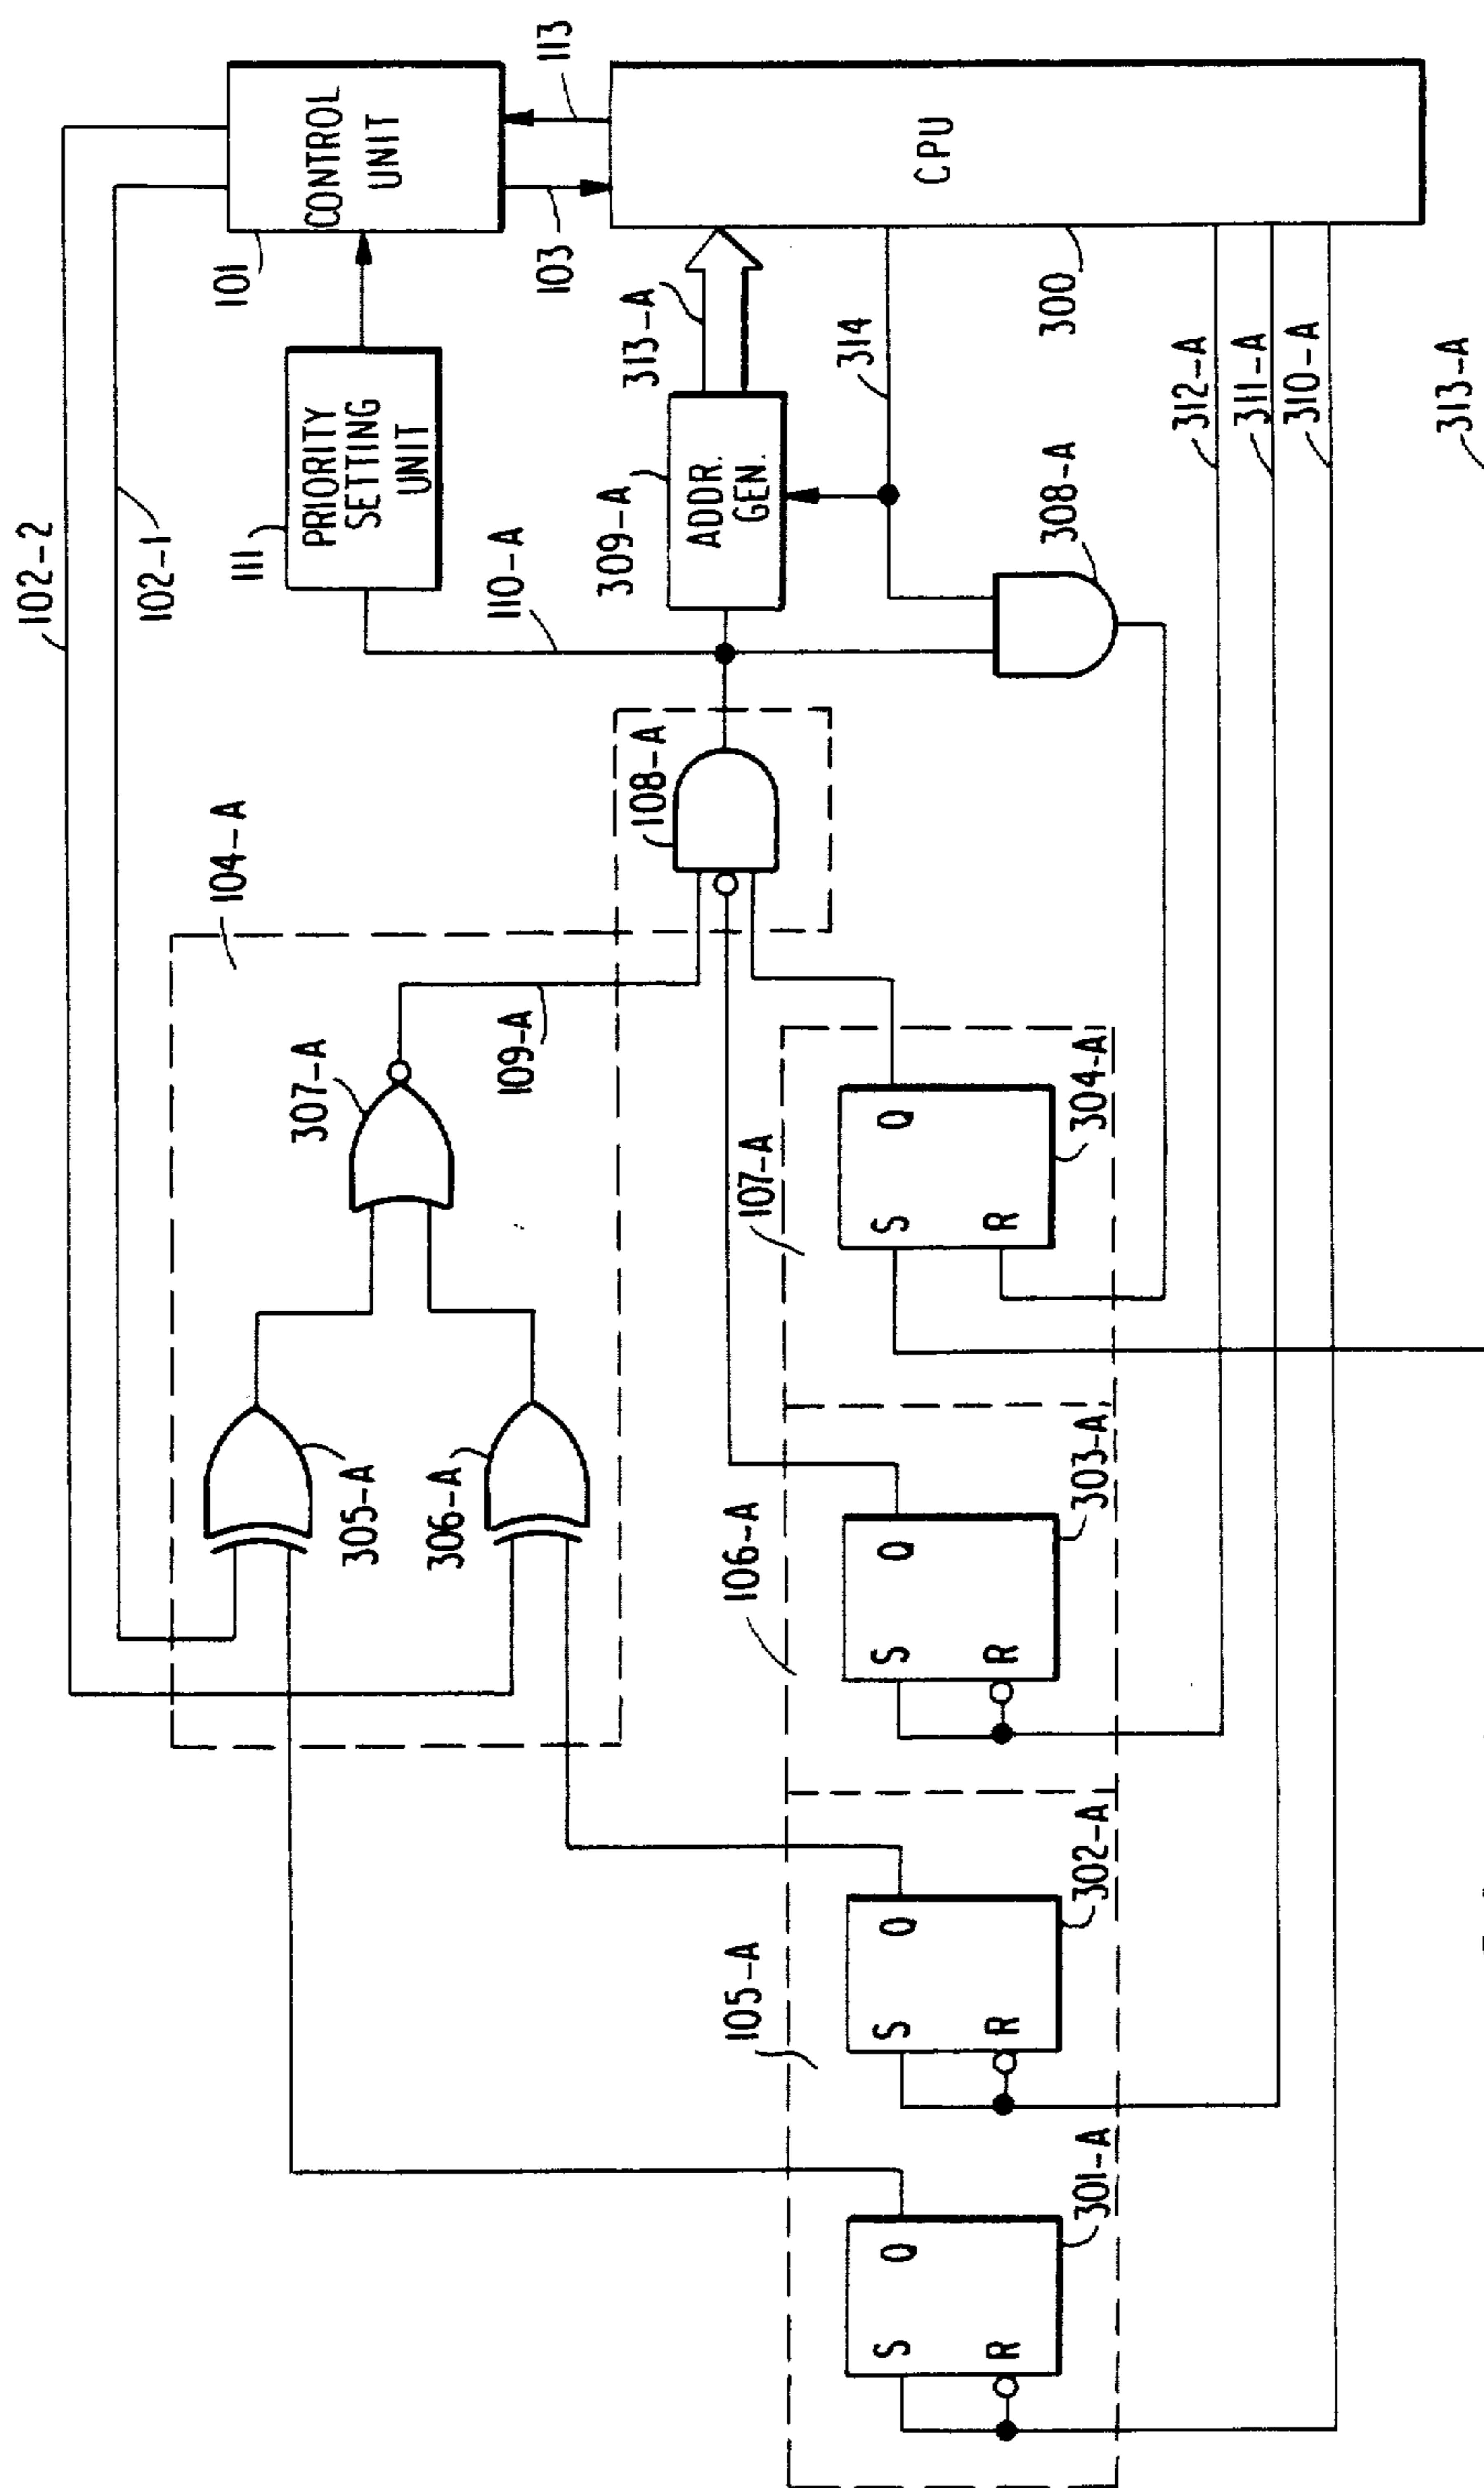 102-2
102-1
111
PRIORITY
SETTING
UNIT
101
CONTROL
UNIT
113
103
104-A
110-A
309-A
ADDR.
GEN.
313-A
314
300
CPU
108-A
109-A
307-A
305-A
306-A
308-A
312-A
311-A
310-A
313-A
107-A
S
R
Q
304-A
106-A
S
R
Q
303-A
105-A
S
R
Q
302-A
S
R
Q
301-A